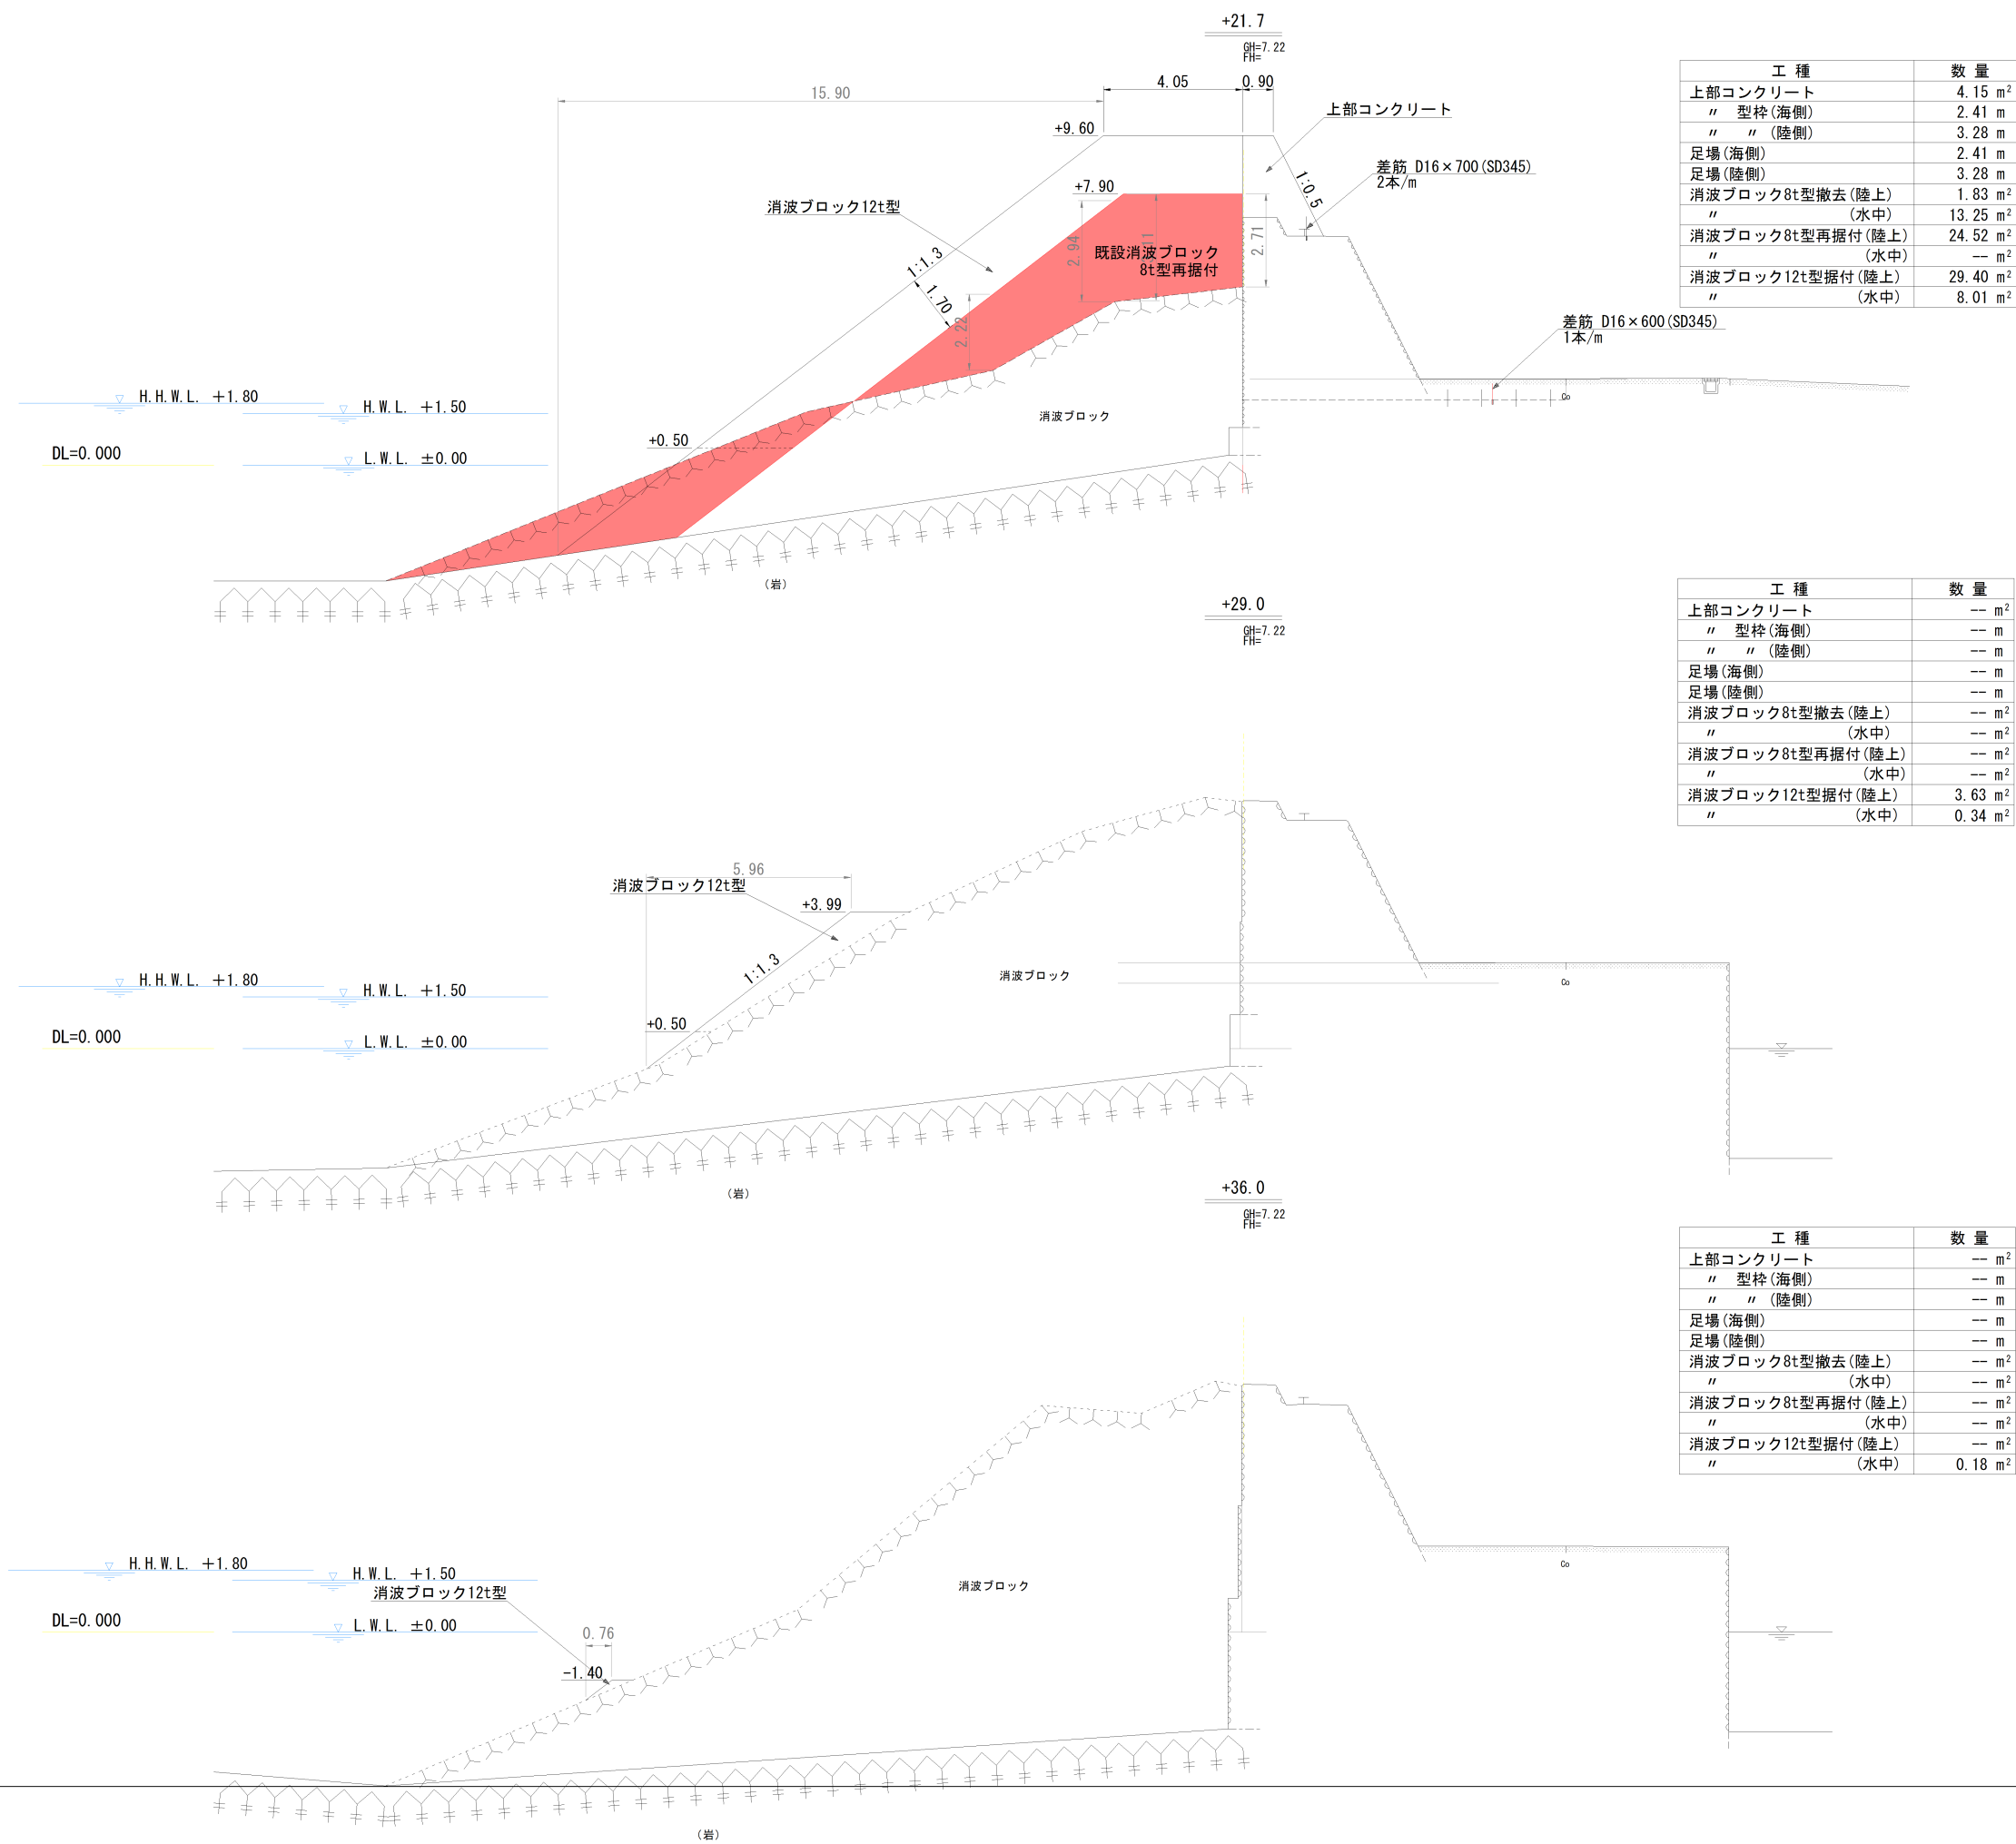 +21.7
GH=7.22
FH=
15.90
4.05
0.90
+9.60
上部コンクリート
+7.90
差筋 D16×700(SD345)
2本/m
1:0.5
消波ブロック12t型
1:1.3
1.70
2.94
2.71
2.22
既設消波ブロック
8t型再据付
差筋 D16×600(SD345)
1本/m
H.H.W.L. +1.80
H.W.L. +1.50
Co
消波ブロック
+0.50
DL=0.000
L.W.L. ±0.00
(岩)
工 種 数 量
上部コンクリート 4.15 m²
〃 型枠(海側) 2.41 m
〃 〃 (陸側) 3.28 m
足場(海側) 2.41 m
足場(陸側) 3.28 m
消波ブロック8t型撤去(陸上) 1.83 m²
〃 (水中) 13.25 m²
消波ブロック8t型再据付(陸上) 24.52 m²
〃 (水中) -- m²
消波ブロック12t型据付(陸上) 29.40 m²
〃 (水中) 8.01 m²
+29.0
GH=7.22
FH=
5.96
消波ブロック12t型
+3.99
1:1.3
消波ブロック
H.H.W.L. +1.80
H.W.L. +1.50
Co
+0.50
DL=0.000
L.W.L. ±0.00
(岩)
工 種 数 量
上部コンクリート -- m²
〃 型枠(海側) -- m
〃 〃 (陸側) -- m
足場(海側) -- m
足場(陸側) -- m
消波ブロック8t型撤去(陸上) -- m²
〃 (水中) -- m²
消波ブロック8t型再据付(陸上) -- m²
〃 (水中) -- m²
消波ブロック12t型据付(陸上) 3.63 m²
〃 (水中) 0.34 m²
+36.0
GH=7.22
FH=
H.H.W.L. +1.80
H.W.L. +1.50
消波ブロック12t型
消波ブロック
Co
DL=0.000
L.W.L. ±0.00
0.76
-1.40
(岩)
工 種 数 量
上部コンクリート -- m²
〃 型枠(海側) -- m
〃 〃 (陸側) -- m
足場(海側) -- m
足場(陸側) -- m
消波ブロック8t型撤去(陸上) -- m²
〃 (水中) -- m²
消波ブロック8t型再据付(陸上) -- m²
〃 (水中) -- m²
消波ブロック12t型据付(陸上) -- m²
〃 (水中) 0.18 m²